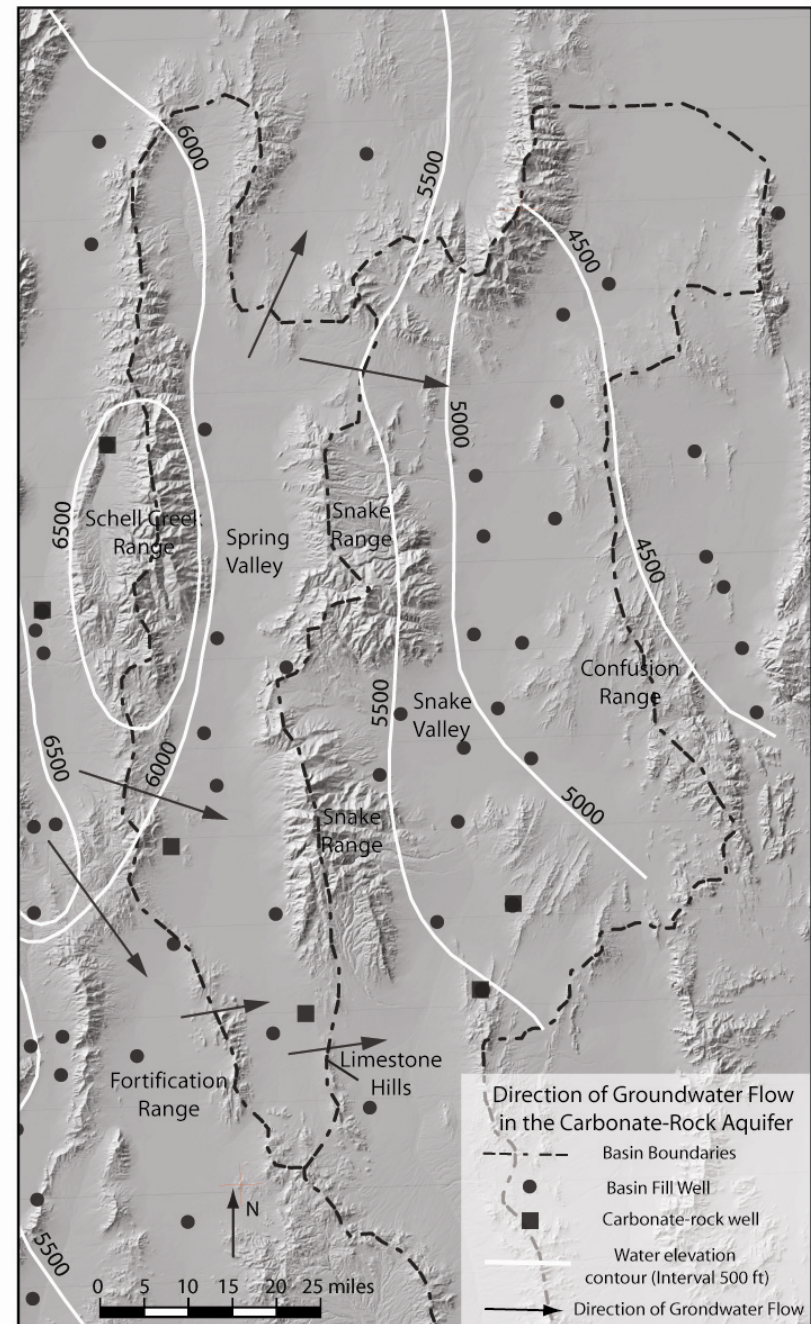 6000
5500
4500
5000
6500
Schell Creek
Range
Spring
Valley
Snake
Range
4500
Confusion
Range
Snake
Valley
5500
6500
6000
5000
Snake
Range
Fortification
Range
Limestone
Hills
N
5500
0 5 10 15 20 25 miles
Direction of Groundwater Flow
in the Carbonate-Rock Aquifer
Basin Boundaries
Basin Fill Well
Carbonate-rock well
Water elevation
contour (Interval 500 ft)
Direction of Grondwater Flow